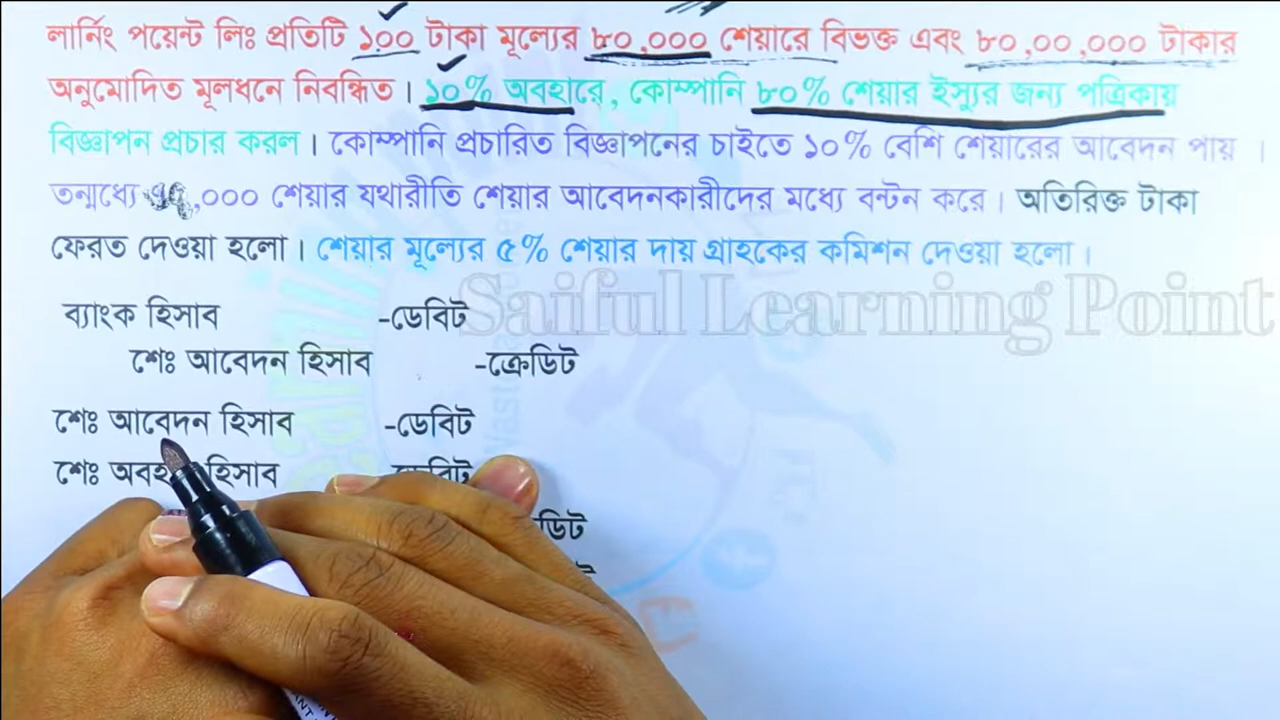 লার্নিং পয়েন্ট লিঃ প্রতিটি ১০০ টাকা মূল্যের ৮০,০০০ শেয়ারে বিভক্ত এবং ৮০,০০,০০০ টাকার
অনুমোদিত মূলধনে নিবন্ধিত। ১০% অবহারে, কোম্পানি ৮০% শেয়ার ইস্যুর জন্য পত্রিকায়
বিজ্ঞাপন প্রচার করল। কোম্পানি প্রচারিত বিজ্ঞাপনের চাইতে ১০% বেশি শেয়ারের আবেদন পায়।
তন্মধ্যে ,০০০ শেয়ার যথারীতি শেয়ার আবেদনকারীদের মধ্যে বন্টন করে। অতিরিক্ত টাকা
ফেরত দেওয়া হলো। শেয়ার মূল্যের ৫% শেয়ার দায় গ্রাহকের কমিশন দেওয়া হলো।
Saiful Learning Point
ব্যাংক হিসাব -ডেবিট
শেঃ আবেদন হিসাব -ক্রেডিট
শেঃ আবেদন হিসাব -ডেবিট
শেঃ হিসাব